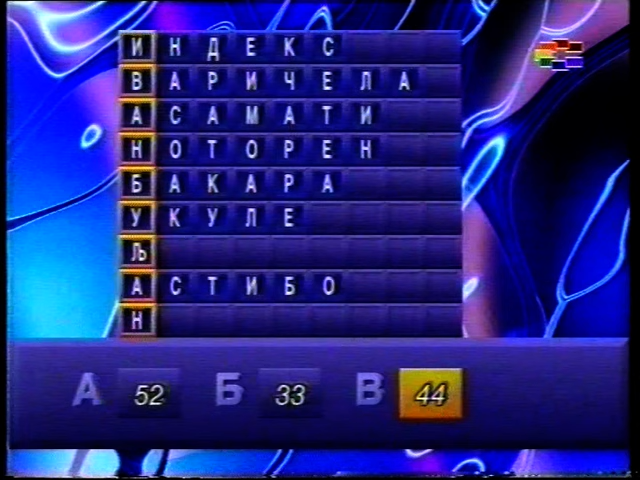 ИНДЕКС
ВАРИЧЕЛА
АСАМАТИ
НОТОРЕН
БАКАРА
УКУЛЕ
Љ
АСТИБО
Н
А 52 Б 33 В 44